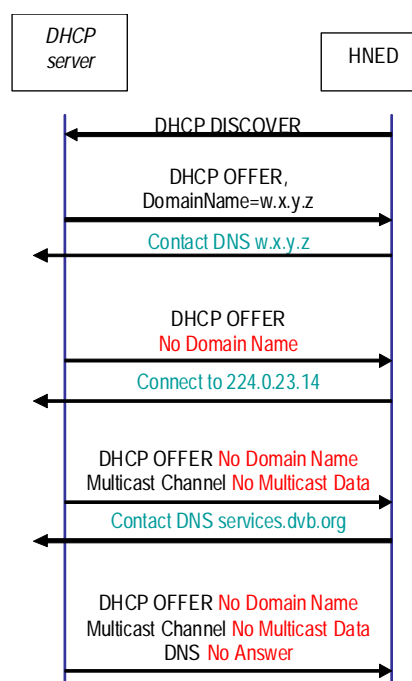 DHCP
server
HNED
DHCP DISCOVER
DHCP OFFER,
DomainName=w.x.y.z
Contact DNS w.x.y.z
DHCP OFFER
No Domain Name
Connect to 224.0.23.14
DHCP OFFER No Domain Name
Multicast Channel No Multicast Data
Contact DNS services.dvb.org
DHCP OFFER No Domain Name
Multicast Channel No Multicast Data
DNS No Answer